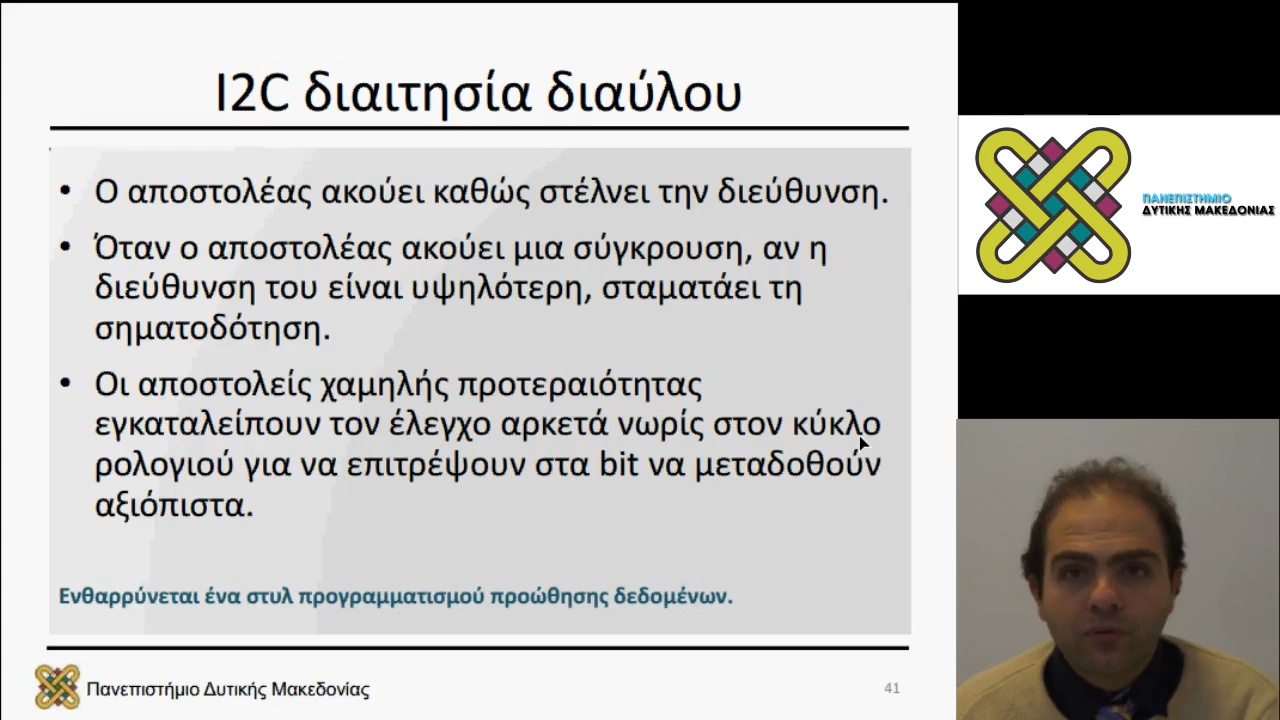 I2C διαιτησία διαύλου
• Ο αποστολέας ακούει καθώς στέλνει την διεύθυνση.
• Όταν ο αποστολέας ακούει μια σύγκρουση, αν η
διεύθυνση του είναι υψηλότερη, σταματάει τη
σηματοδότηση.
• Οι αποστολείς χαμηλής προτεραιότητας
εγκαταλείπουν τον έλεγχο αρκετά νωρίς στον κύκλο
ρολογιού για να επιτρέψουν στα bit να μεταδοθούν
αξιόπιστα.
Ενθαρρύνεται ένα στυλ προγραμματισμού προώθησης δεδομένων.
Πανεπιστήμιο Δυτικής Μακεδονίας
41
ΠΑΝΕΠΙΣΤΗΜΙΟ
ΔΥΤΙΚΗΣ ΜΑΚΕΔΟΝΙΑΣ